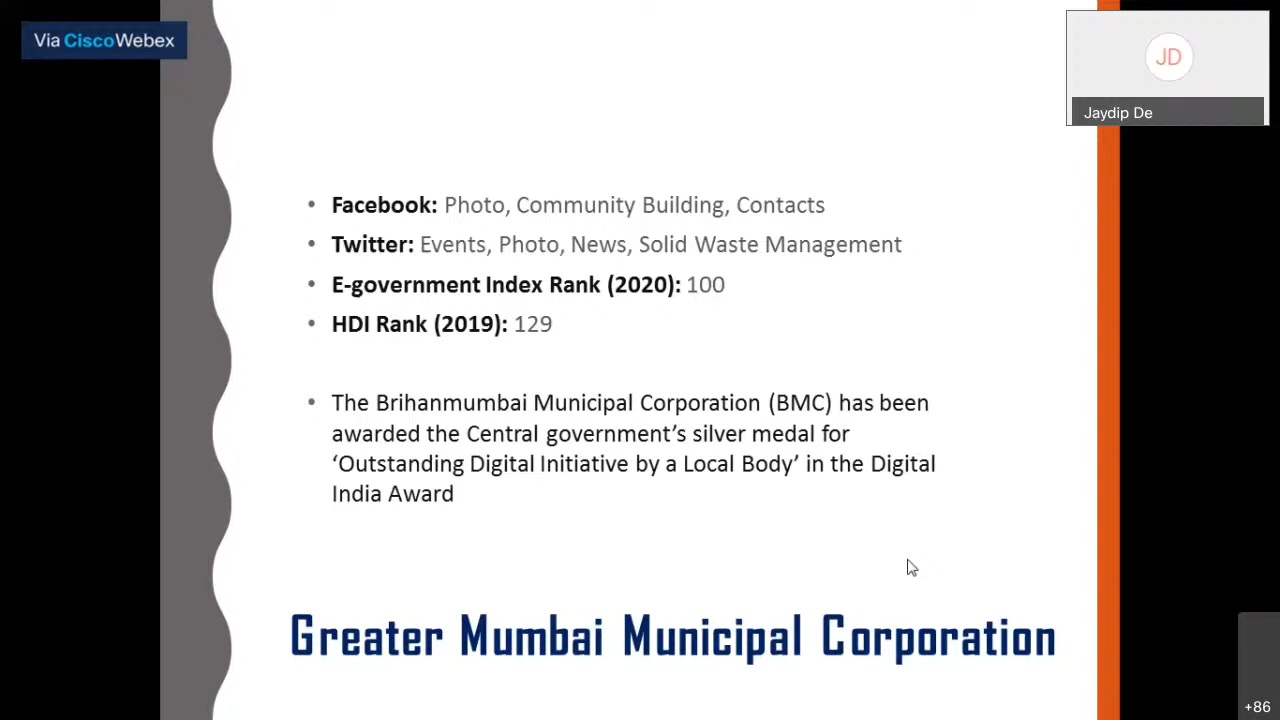 Via CiscoWebex
JD
Jaydip De
• Facebook: Photo, Community Building, Contacts
• Twitter: Events, Photo, News, Solid Waste Management
• E-government Index Rank (2020): 100
• HDI Rank (2019): 129
• The Brihanmumbai Municipal Corporation (BMC) has been
awarded the Central government’s silver medal for
‘Outstanding Digital Initiative by a Local Body’ in the Digital
India Award
Greater Mumbai Municipal Corporation
+86